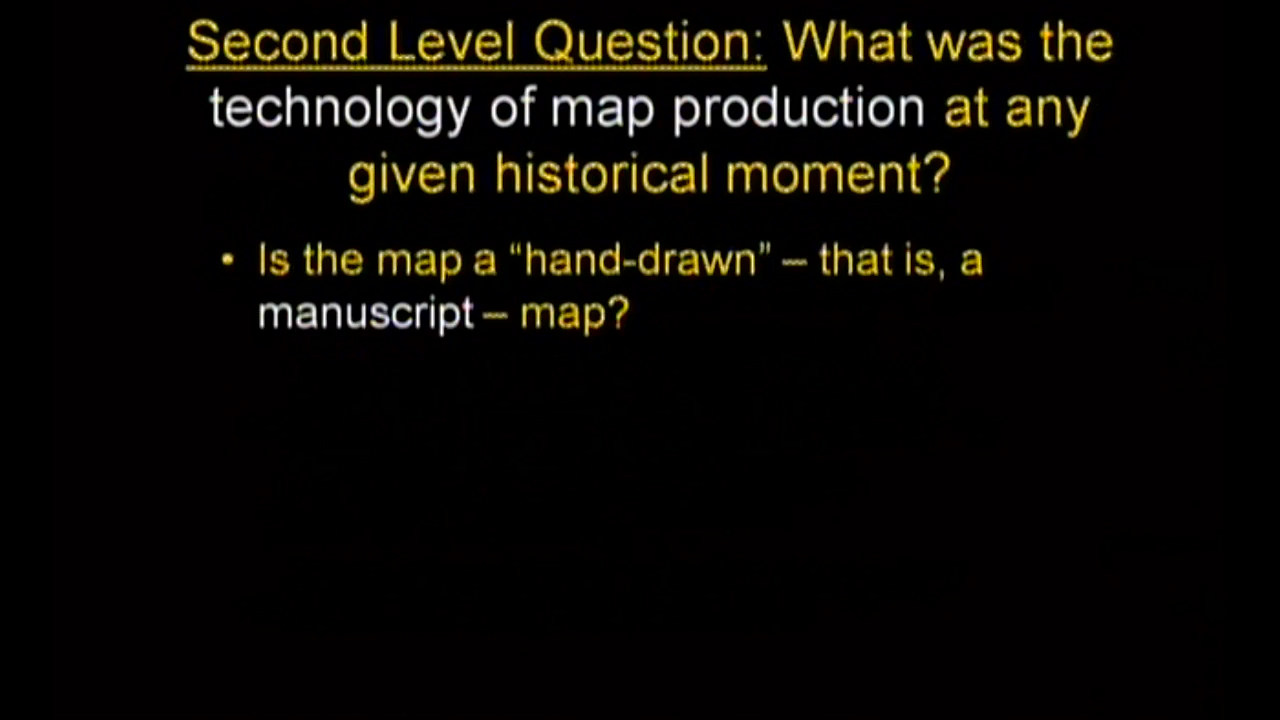 Second Level Question: What was the
technology of map production at any
given historical moment?
• Is the map a “hand-drawn” – that is, a
manuscript – map?